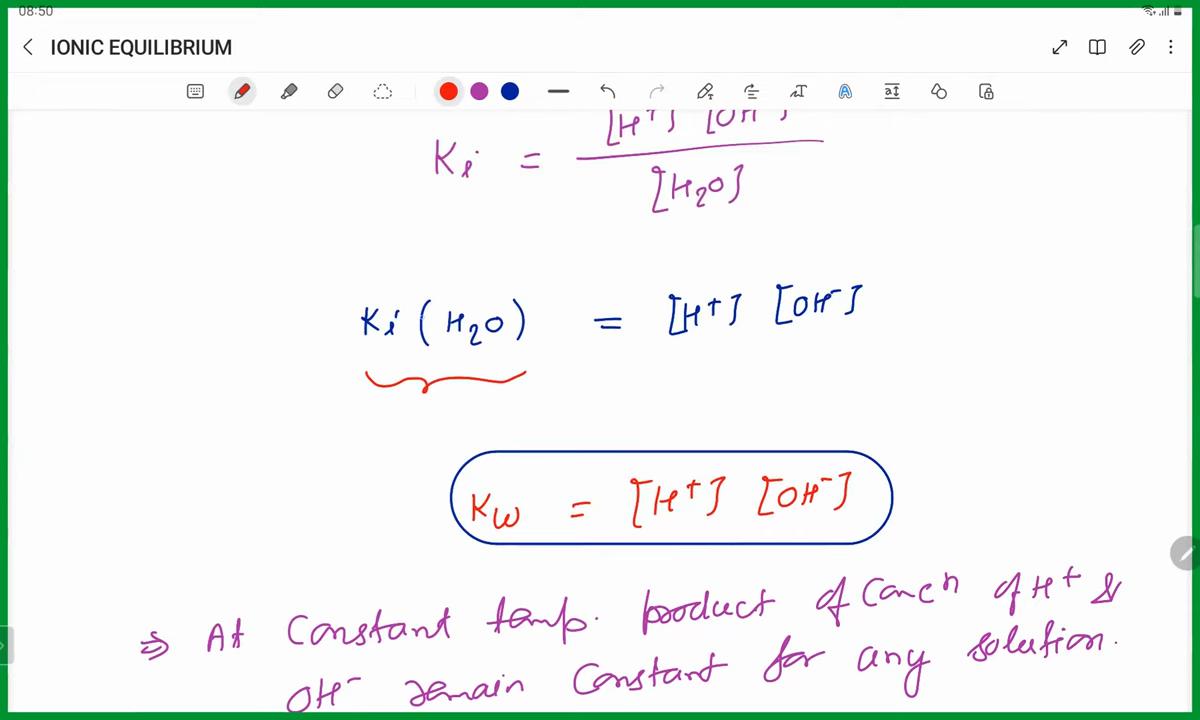 08:50
IONIC EQUILIBRIUM
Ki = [H+] [OH-]
[H2O]
Ki (H2O) = [H+] [OH-]
Kw = [H+] [OH-]
⇒ At Constant temp. product of Concn of H+ &
OH- remain Constant for any solution.